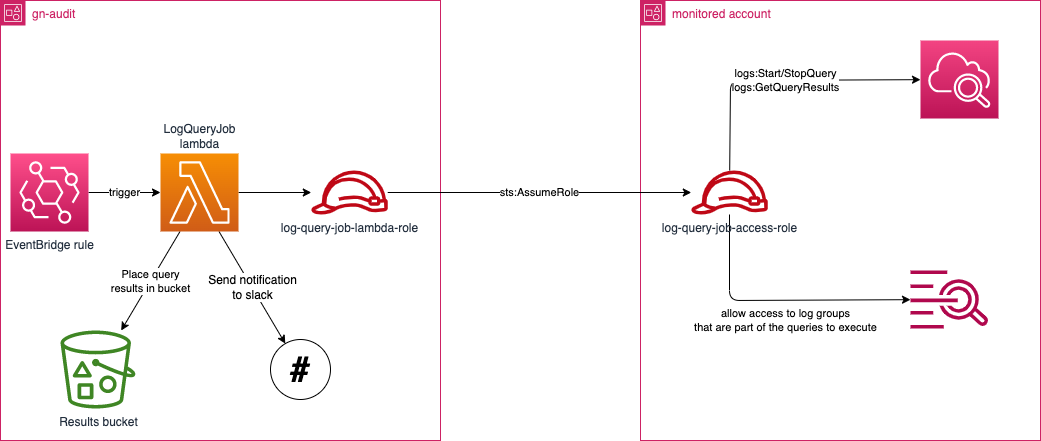 gn-audit
monitored account
logs:Start/StopQuery
logs:GetQueryResults
LogQueryJob
lambda
trigger
sts:AssumeRole
EventBridge rule
log-query-job-lambda-role
log-query-job-access-role
Place query
results in bucket
Send notification
to slack
allow access to log groups
that are part of the queries to execute
#
Results bucket